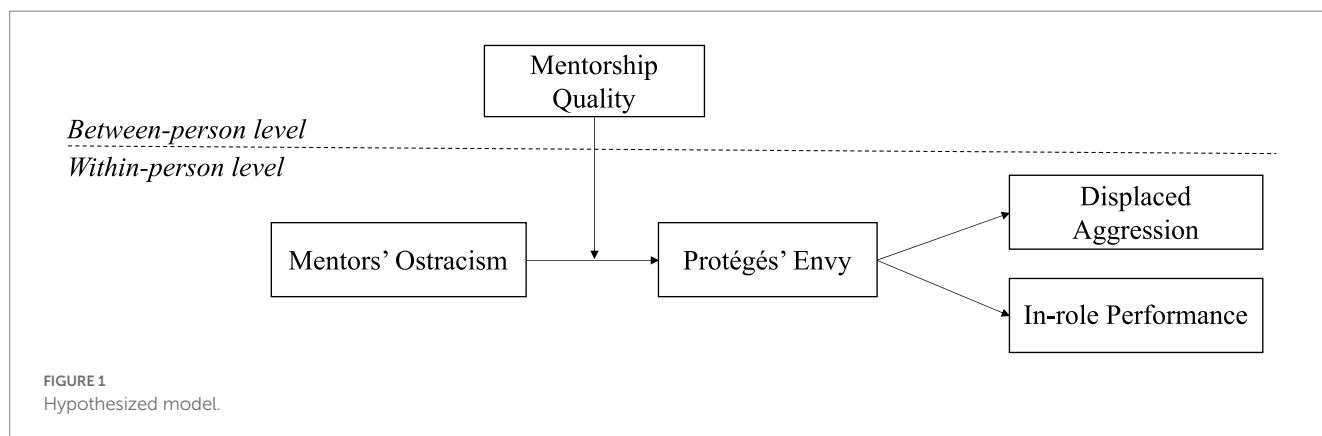 Mentorship
Quality
Between-person level
Within-person level
Mentors’ Ostracism
Protégés’ Envy
Displaced
Aggression
In-role Performance
FIGURE 1
Hypothesized model.